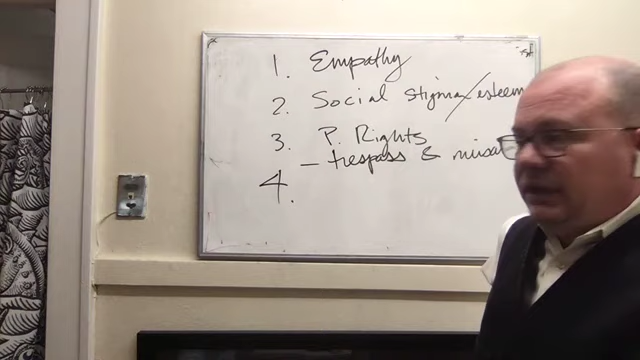 1. Empathy
2. Social Stigma/esteem
3. P. Rights
– trespass &
4.